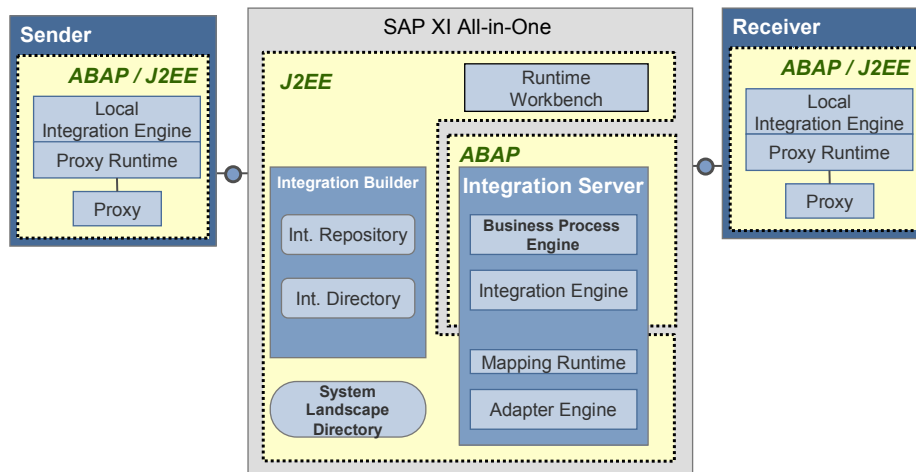 Sender
ABAP / J2EE
Local
Integration Engine
Proxy Runtime
Proxy
SAP XI All-in-One
J2EE
Runtime
Workbench
Integration Builder
Int. Repository
Int. Directory
System
Landscape
Directory
ABAP
Integration Server
Business Process
Engine
Integration Engine
Mapping Runtime
Adapter Engine
Receiver
ABAP / J2EE
Local
Integration Engine
Proxy Runtime
Proxy